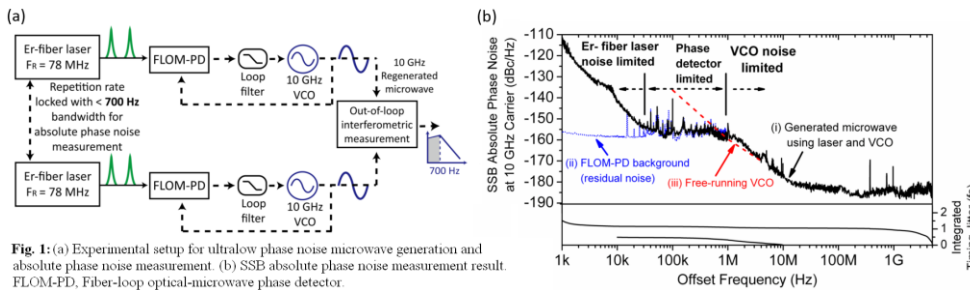 (a)
Er-fiber laser
FR = 78 MHz
FLOM-PD
Loop
filter
10 GHz
VCO
10 GHz
Regenerated
microwave
Repetition rate
locked with < 700 Hz
bandwidth for
absolute phase noise
measurement
Out-of-loop
interferometric
measurement
700 Hz
Er-fiber laser
FR = 78 MHz
FLOM-PD
Loop
filter
10 GHz
VCO
Fig. 1: (a) Experimental setup for ultralow phase noise microwave generation and
absolute phase noise measurement. (b) SSB absolute phase noise measurement result.
FLOM-PD, Fiber-loop optical-microwave phase detector.
(b)
SSB Absolute Phase Noise
at 10 GHz Carrier (dBc/Hz)
-110
-120
-130
-140
-150
-160
-170
-180
-190
Er- fiber laser
noise limited
Phase
detector
limited
VCO noise
limited
(i) Generated microwave
using laser and VCO
(ii) FLOM-PD background
(residual noise)
(iii) Free-running VCO
2
1
0
Integrated
1k 10k 100k 1M 10M 100M 1G
Offset Frequency (Hz)